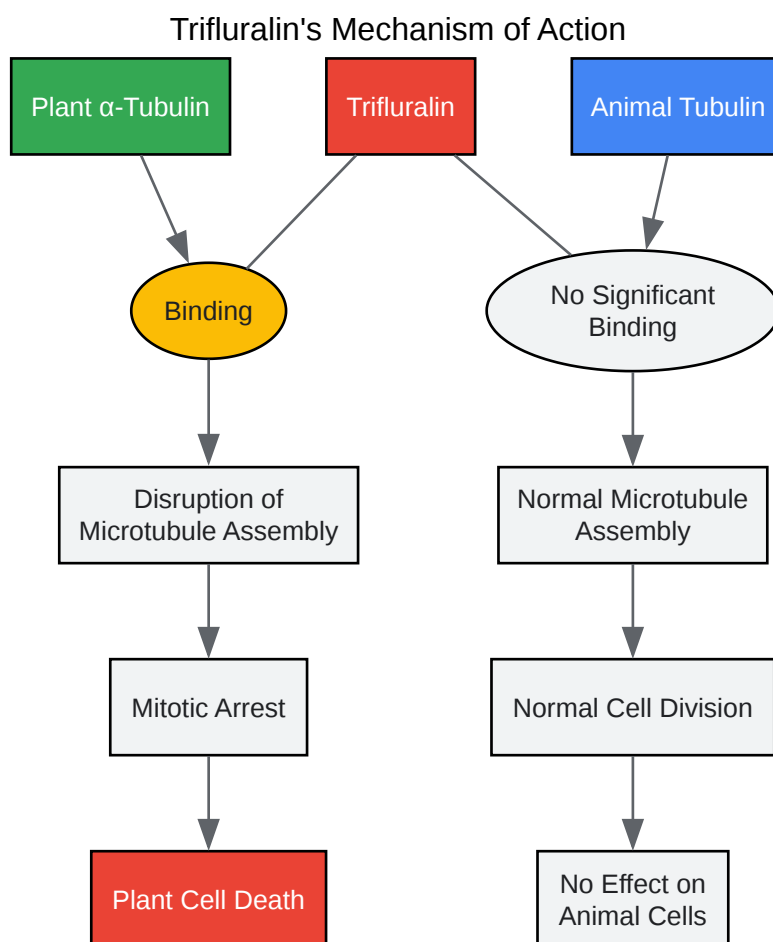 Trifluralin's Mechanism of Action
Plant α-Tubulin
Trifluralin
Animal Tubulin
Binding
No Significant
Binding
Disruption of
Microtubule Assembly
Normal Microtubule
Assembly
Mitotic Arrest
Normal Cell Division
Plant Cell Death
No Effect on
Animal Cells